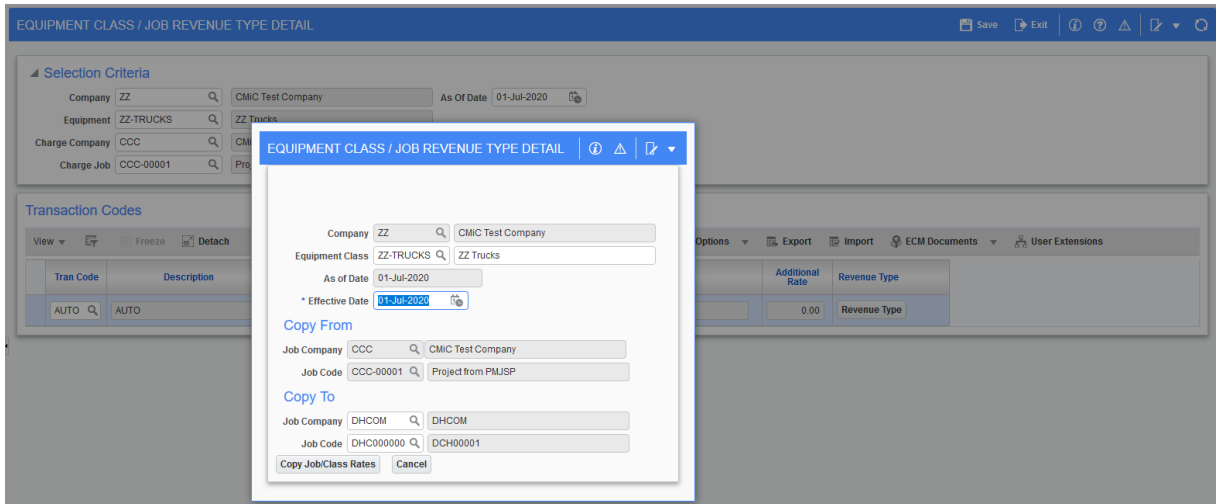 EQUIPMENT CLASS / JOB REVENUE TYPE DETAIL Save Exit
Selection Criteria
Company ZZ CMiC Test Company As Of Date 01-Jul-2020
Equipment ZZ-TRUCKS ZZ Trucks
Charge Company CCC
Charge Job CCC-00001
Transaction Codes
View Freeze Detach Options Export Import ECM Documents User Extensions
Tran Code Description Additional Rate Revenue Type
AUTO AUTO 0.00 Revenue Type
EQUIPMENT CLASS / JOB REVENUE TYPE DETAIL
Company ZZ CMiC Test Company
Equipment Class ZZ-TRUCKS ZZ Trucks
As of Date 01-Jul-2020
* Effective Date 01-Jul-2020
Copy From
Job Company CCC CMiC Test Company
Job Code CCC-00001 Project from PMJSP
Copy To
Job Company DHCOM DHCOM
Job Code DHC000000 DCH00001
Copy Job/Class Rates Cancel